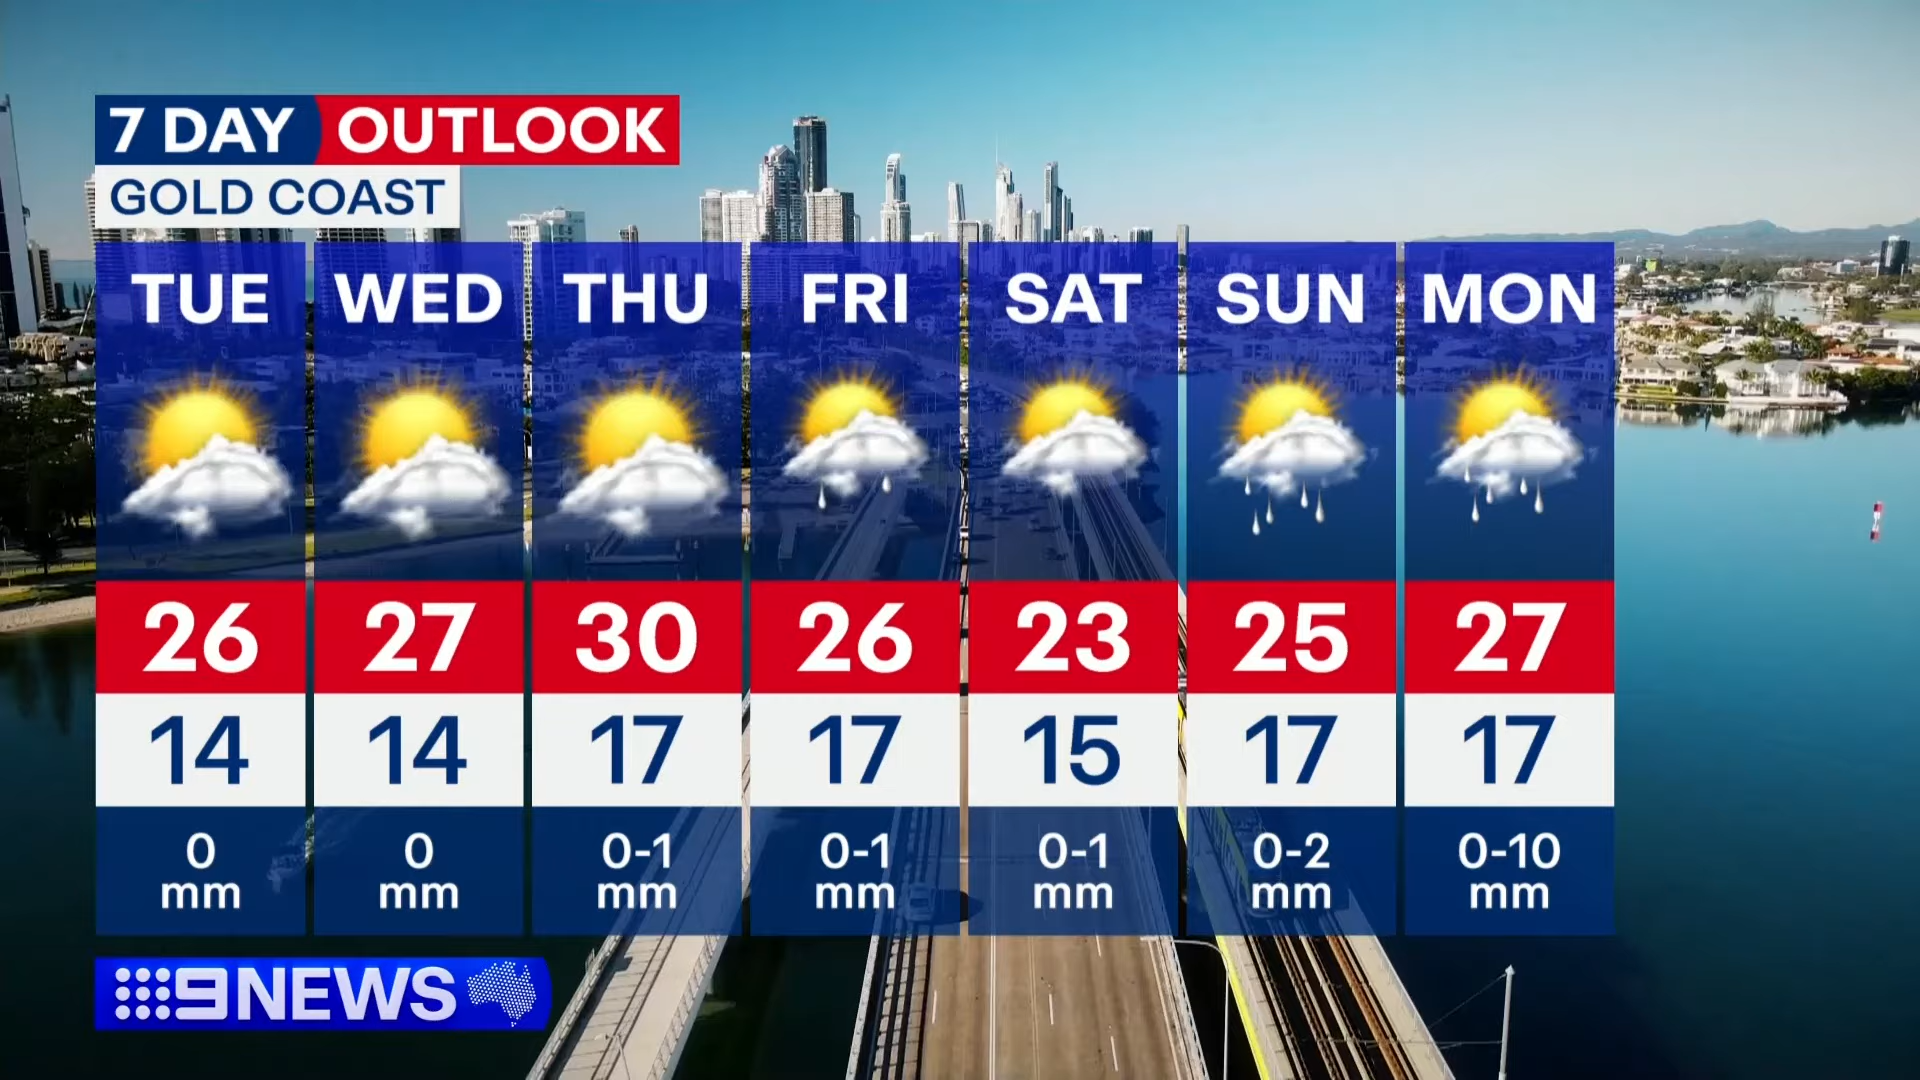 7 DAY OUTLOOK
GOLD COAST
TUE WED THU FRI SAT SUN MON
26 27 30 26 23 25 27
14 14 17 17 15 17 17
0 0 0-1 0-1 0-1 0-2 0-10
mm mm mm mm mm mm mm
9NEWS